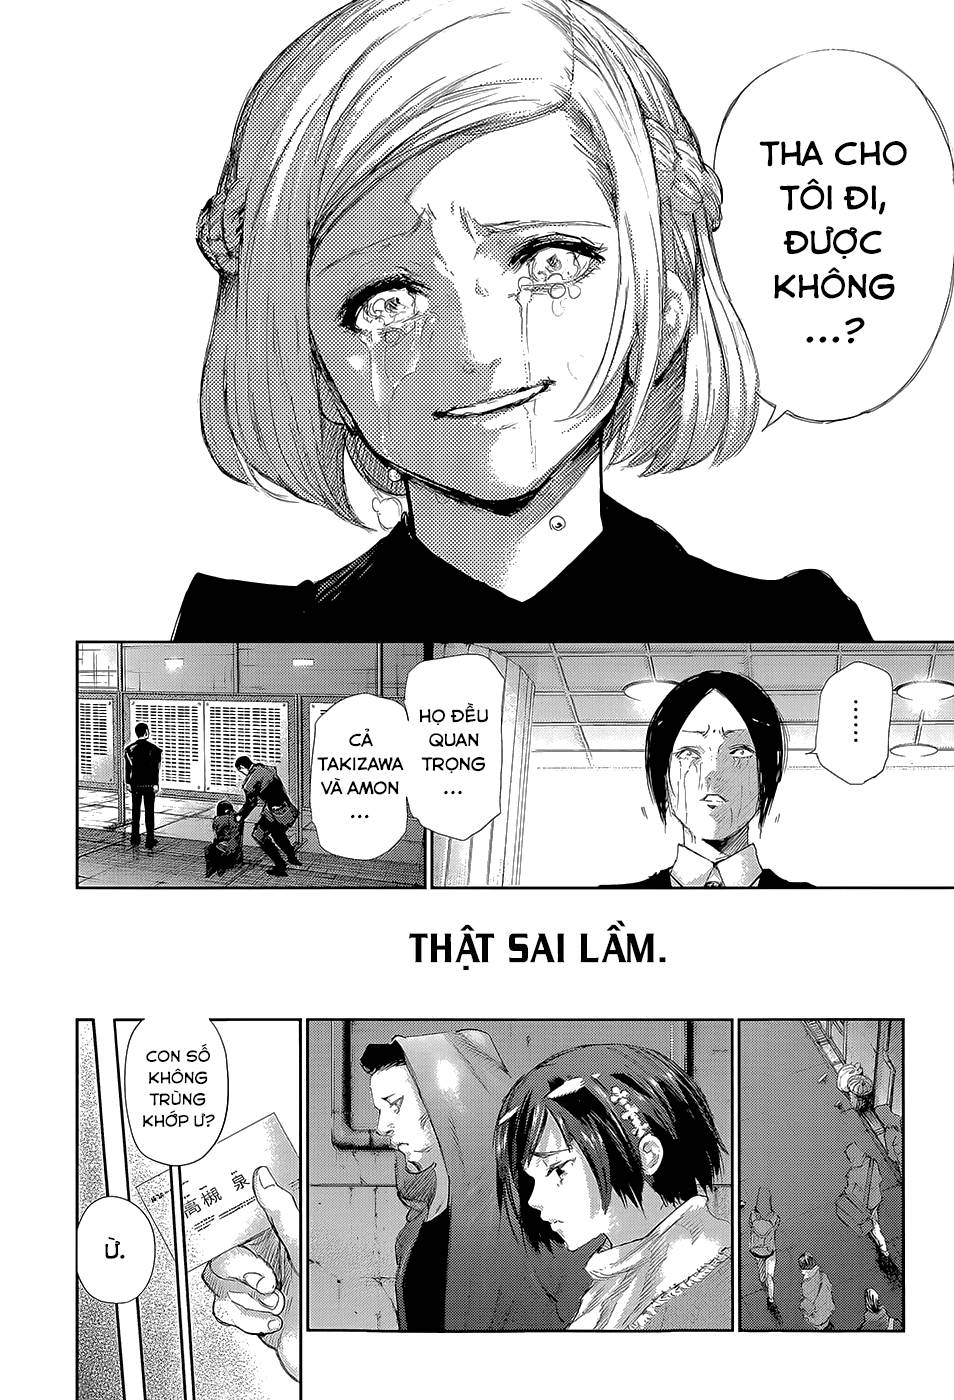 THA CHO
TÔI ĐI,
ĐƯỢC
KHÔNG
...?
......
HỌ ĐỀU
QUAN
TRỌNG
...
CẢ
TAKIZAWA
VÀ AMON
...
THẬT SAI LẦM.
CON SỐ
KHÔNG
TRÙNG
KHỚP Ư?
高槻 泉
Ừ.